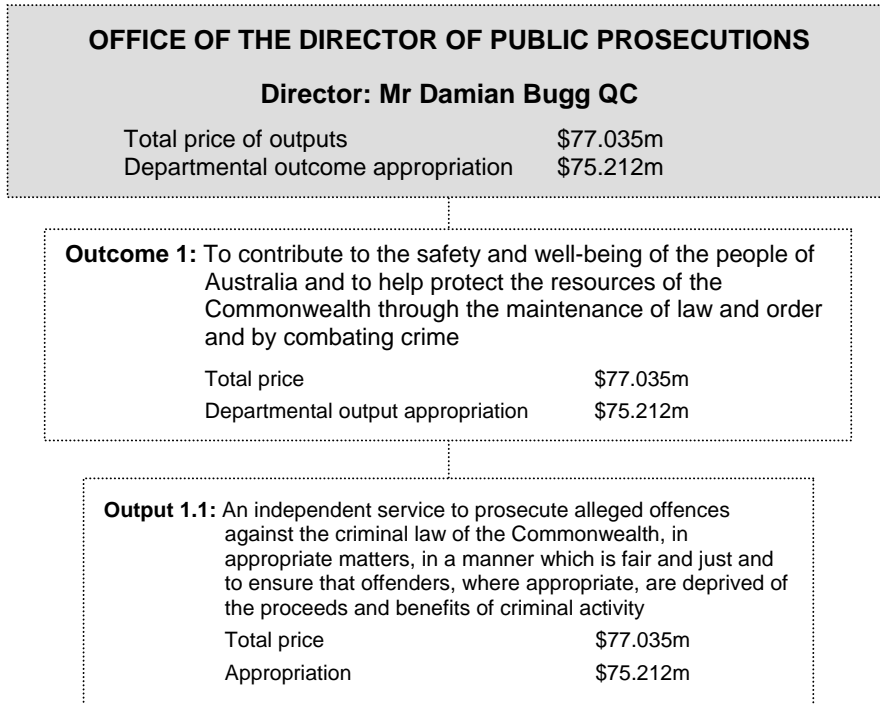 OFFICE OF THE DIRECTOR OF PUBLIC PROSECUTIONS
Director: Mr Damian Bugg QC
Total price of outputs $77.035m
Departmental outcome appropriation $75.212m
Outcome 1: To contribute to the safety and well-being of the people of
Australia and to help protect the resources of the
Commonwealth through the maintenance of law and order
and by combating crime
Total price $77.035m
Departmental output appropriation $75.212m
Output 1.1: An independent service to prosecute alleged offences
against the criminal law of the Commonwealth, in
appropriate matters, in a manner which is fair and just and
to ensure that offenders, where appropriate, are deprived of
the proceeds and benefits of criminal activity
Total price $77.035m
Appropriation $75.212m